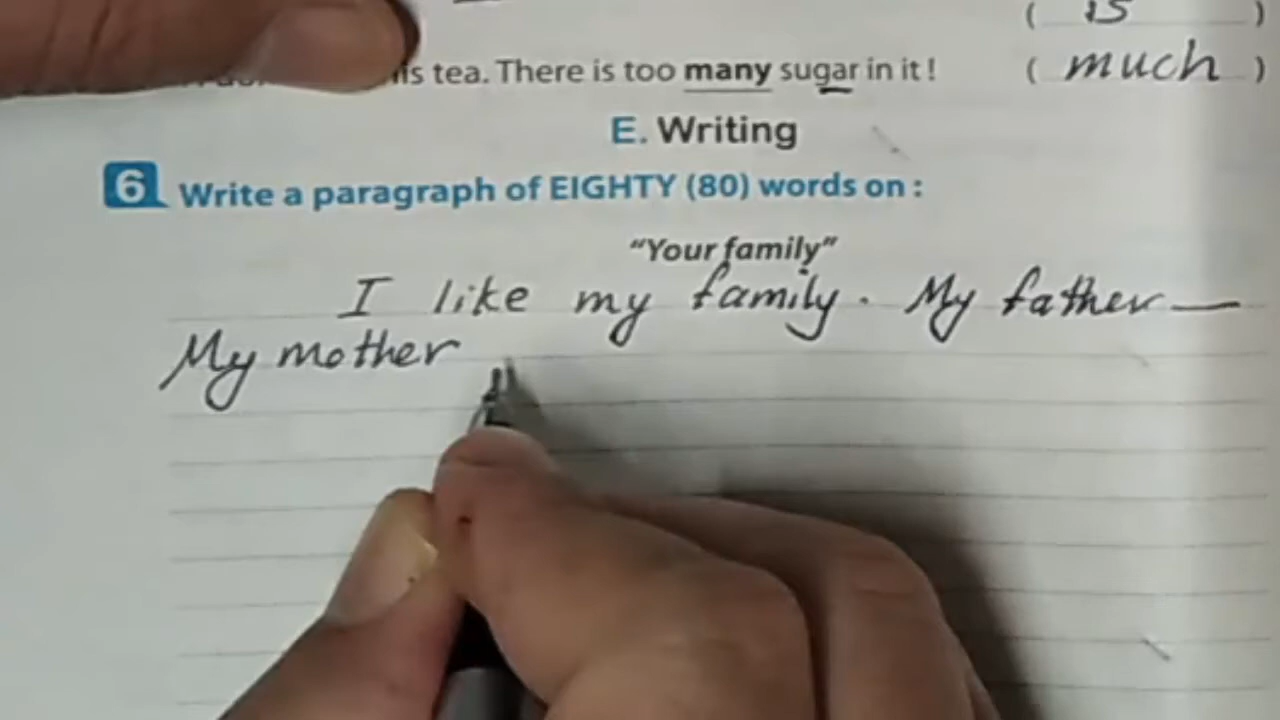 ( is )
is tea. There is too many sugar in it ! ( much )
E. Writing
6 Write a paragraph of EIGHTY (80) words on :
“Your family”
I like my family. My father —
My mother